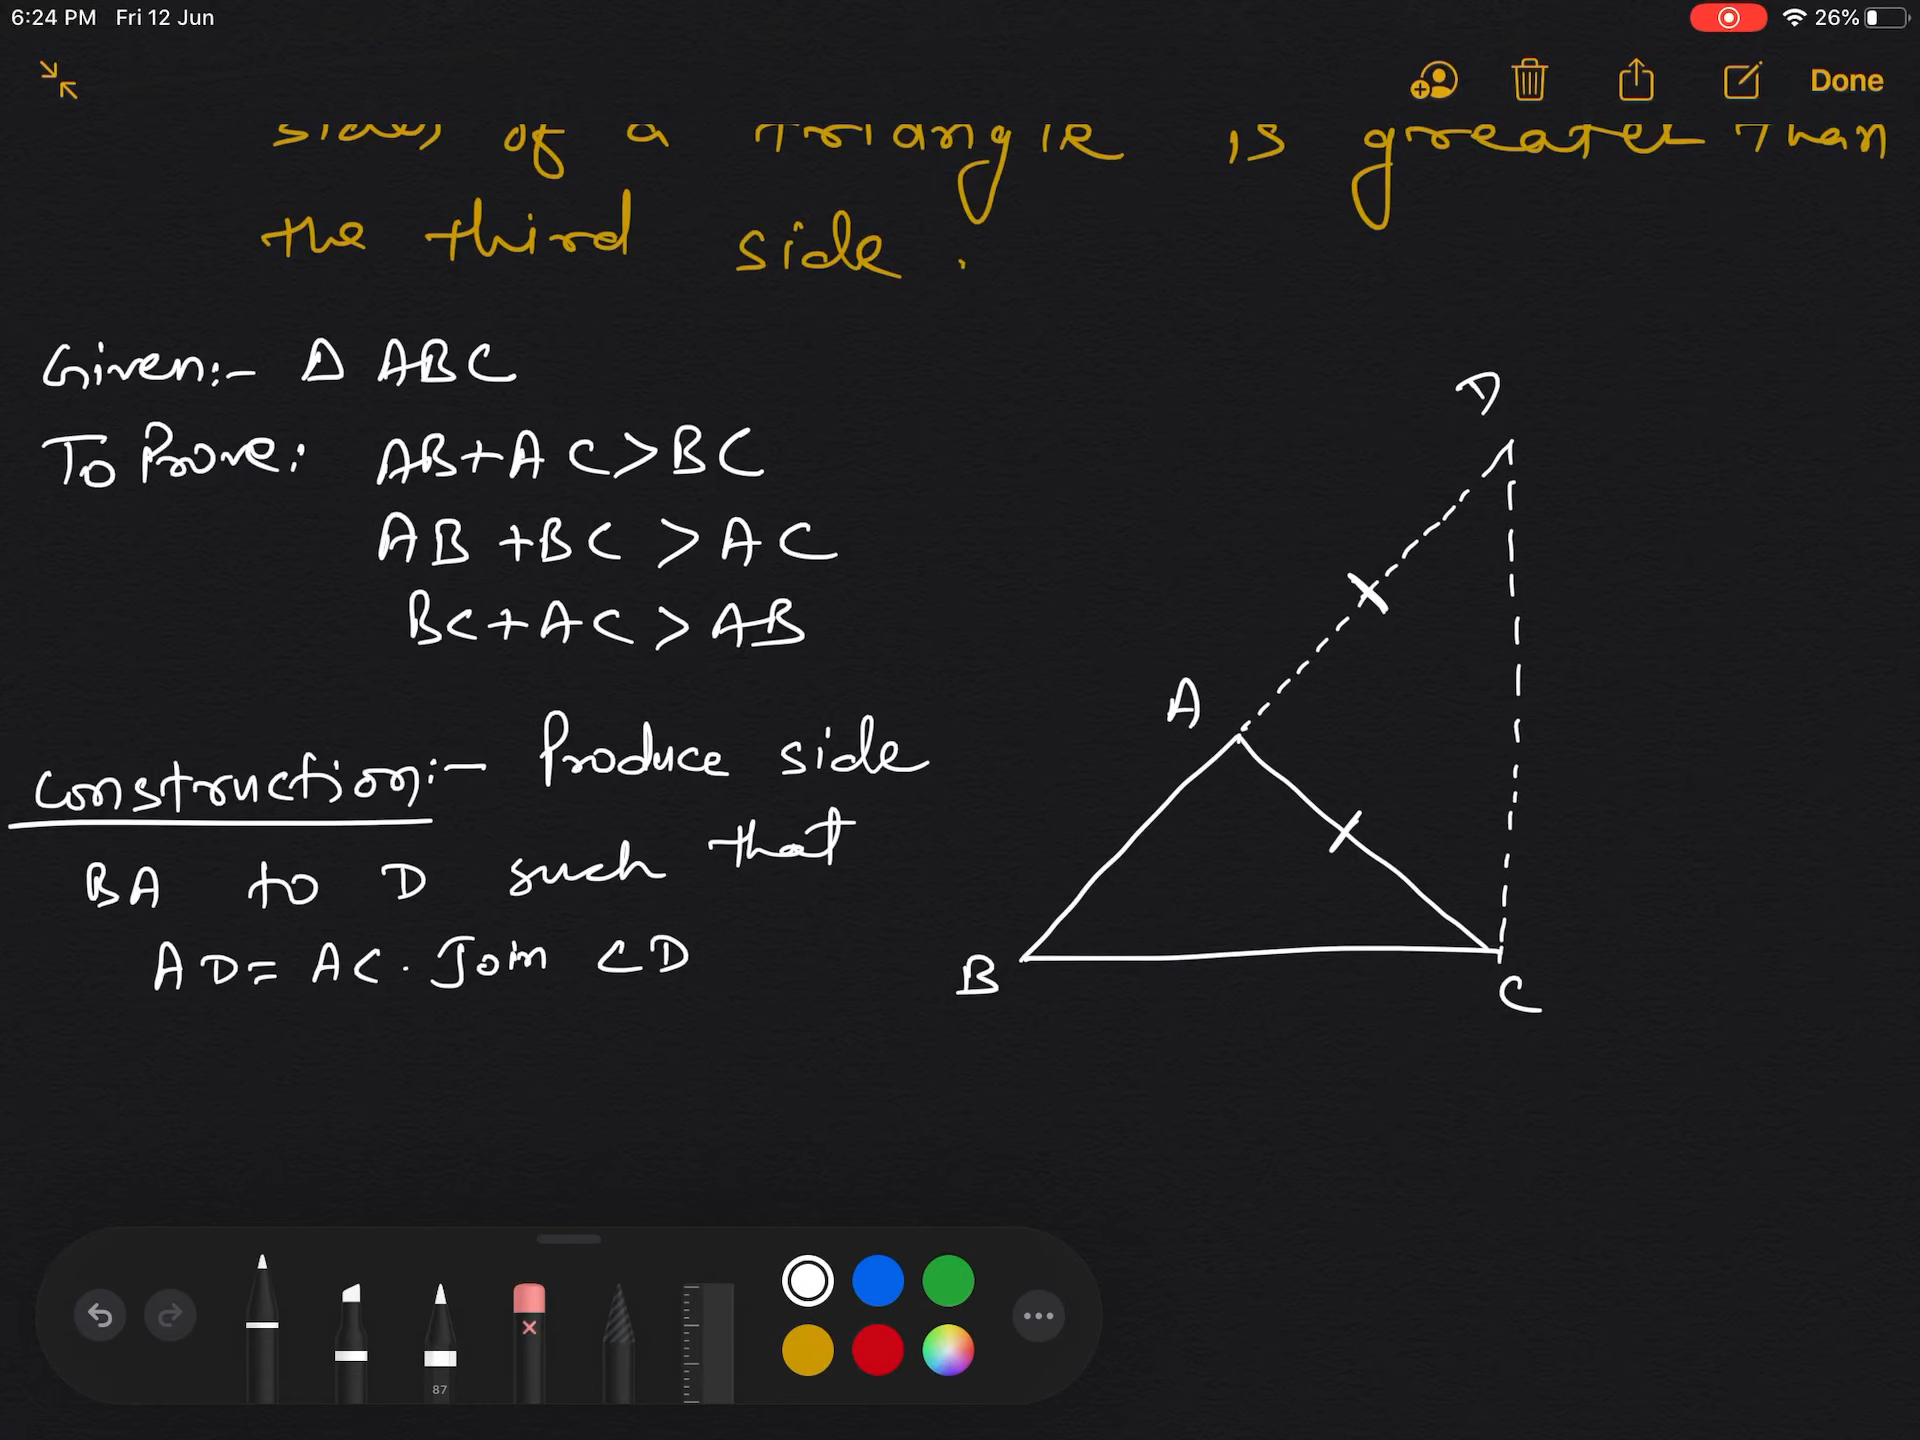 6:24 PM Fri 12 Jun
26%
Done
sides of a triangle is greater than
the third side.
Given:- Δ ABC
To Prove: AB+AC>BC
AB+BC>AC
BC+AC>AB
Construction:- Produce side
BA to D such that
AD=AC. Join CD
D
A
B
C
87